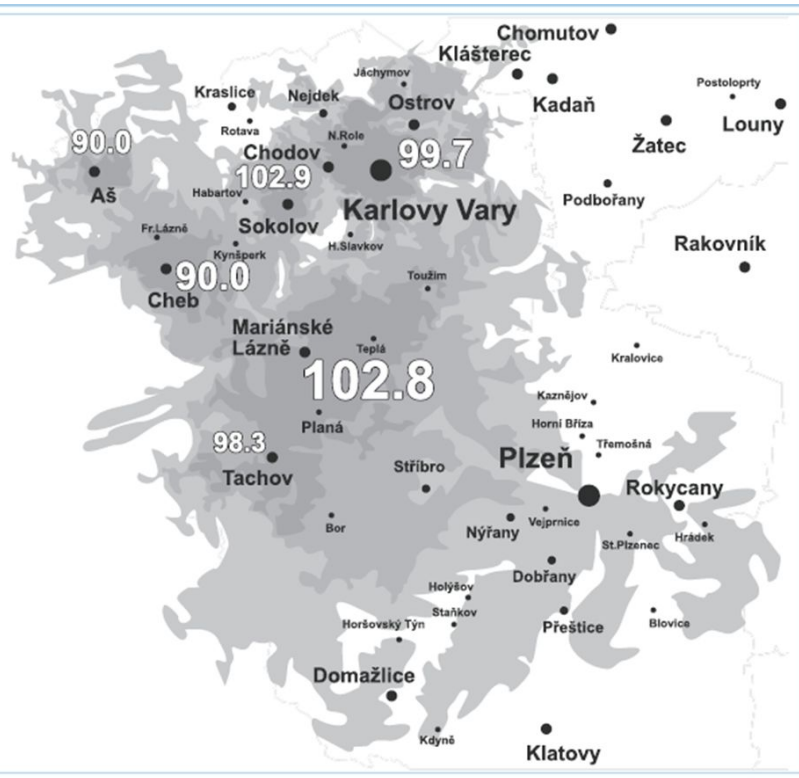 Chomutov
Klášterec
Kadaň
Postoloprty
Louny
Žatec
Podbořany
Rakovník
Jáchymov
Ostrov
Kraslice
Nejdek
Rotava
N.Role
90.0
Aš
Chodov
99.7
102.9
Habartov
Karlovy Vary
Sokolov
Fr.Lázně
Kynšperk
H.Slavkov
90.0
Cheb
Toužim
Mariánské
Lázně
Teplá
102.8
Kralovice
Kaznějov
Planá
Horní Bříza
98.3
Třemošná
Tachov
Plzeň
Stříbro
Rokycany
Bor
Nýřany
Vejprnice
Hrádek
St.Plzenec
Dobřany
Holýšov
Staňkov
Horšovský Týn
Přeštice
Blovice
Domažlice
Kdyně
Klatovy